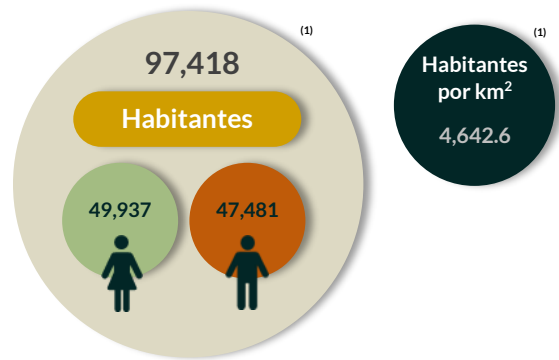 (1)
97,418
Habitantes
49,937
47,481
(1)
Habitantes
por km²
4,642.6